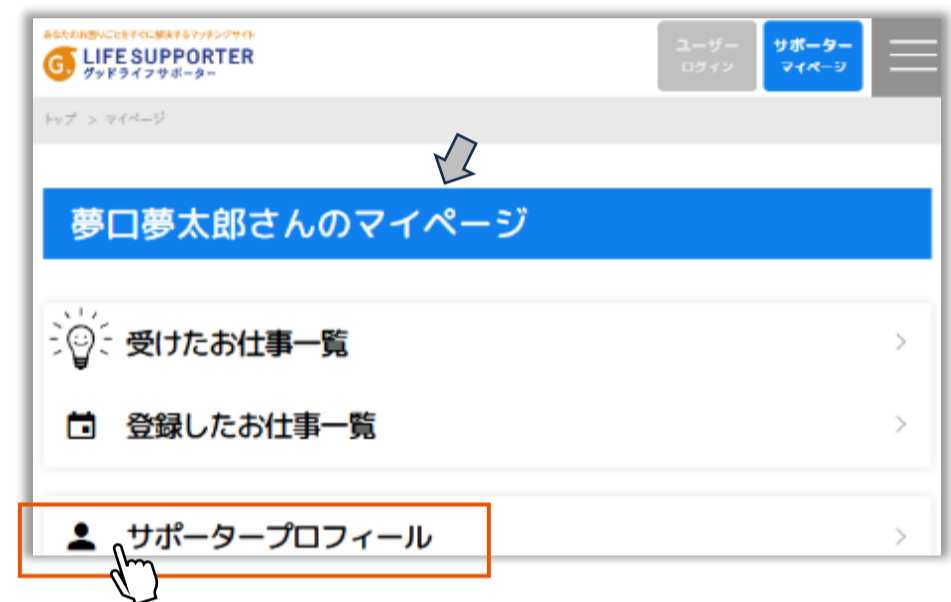 あなたのお困りごとをすぐに解決するマッチングサイト
G. LIFE SUPPORTER
グッドライフサポーター
ユーザー
ログイン
サポーター
マイページ
トップ > マイページ
夢口夢太郎さんのマイページ
受けたお仕事一覧
登録したお仕事一覧
サポータープロフィール